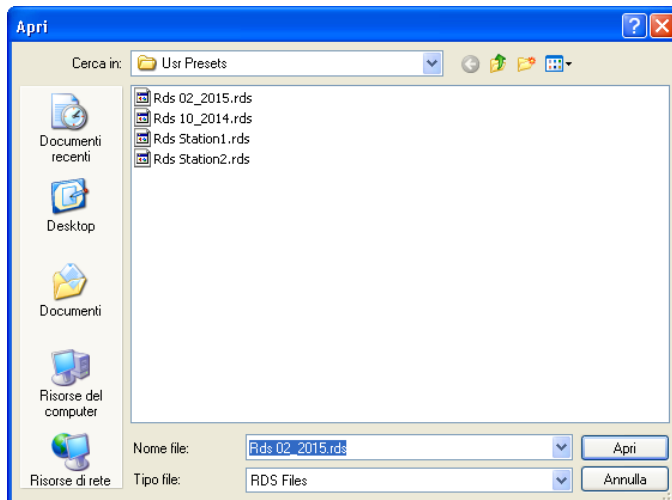 Apri
Cerca in: Usr Presets
Rds 02_2015.rds
Rds 10_2014.rds
Rds Station1.rds
Rds Station2.rds
Documenti
recenti
Desktop
Documenti
Risorse del
computer
Risorse di rete
Nome file: Rds 02_2015.rds Apri
Tipo file: RDS Files Annulla